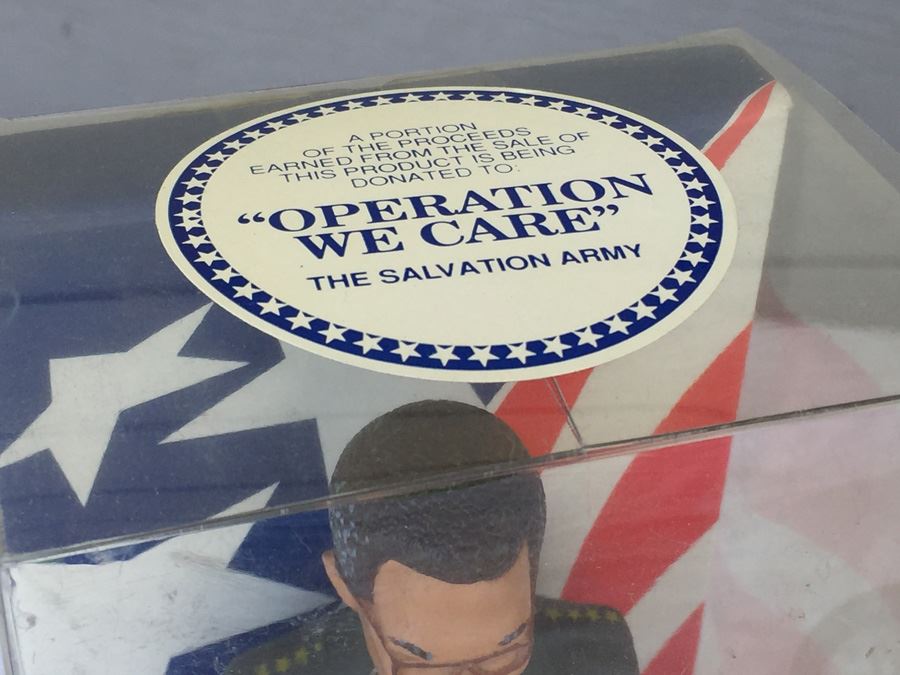 A PORTION
OF THE PROCEEDS
EARNED FROM THE SALE OF
THIS PRODUCT IS BEING
DONATED TO:
“OPERATION
WE CARE”
THE SALVATION ARMY